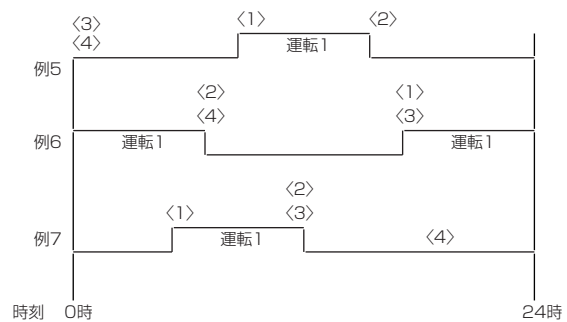 〈3〉 〈1〉 〈2〉
〈4〉 運転1
例5
〈2〉 〈1〉
〈4〉 〈3〉
例6 運転1 運転1
〈2〉
〈1〉 〈3〉
例7 運転1 〈4〉
時刻 0時 24時